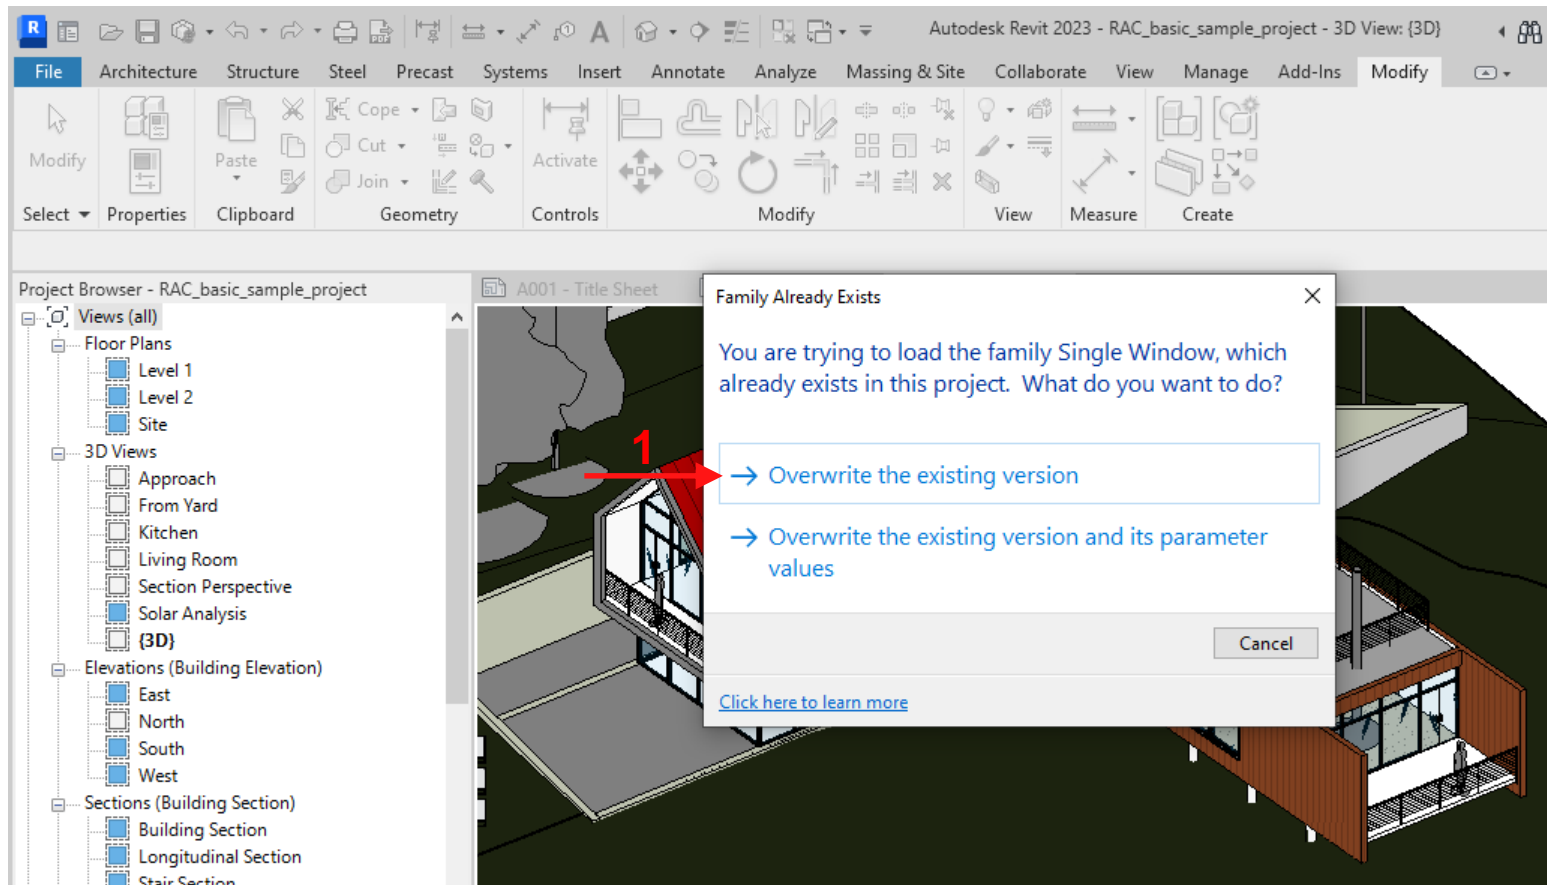 R
Autodesk Revit 2023 - RAC_basic_sample_project - 3D View: {3D}
File Architecture Structure Steel Precast Systems Insert Annotate Analyze Massing & Site Collaborate View Manage Add-Ins Modify
Modify Paste Cope Cut Join Activate
Select Properties Clipboard Geometry Controls Modify View Measure Create
Project Browser - RAC_basic_sample_project
A001 - Title Sheet
Views (all)
Floor Plans
Level 1
Level 2
Site
3D Views
Approach
From Yard
Kitchen
Living Room
Section Perspective
Solar Analysis
{3D}
Elevations (Building Elevation)
East
North
South
West
Sections (Building Section)
Building Section
Longitudinal Section
Stair Section
Family Already Exists
You are trying to load the family Single Window, which
already exists in this project. What do you want to do?
1
Overwrite the existing version
Overwrite the existing version and its parameter
values
Cancel
Click here to learn more